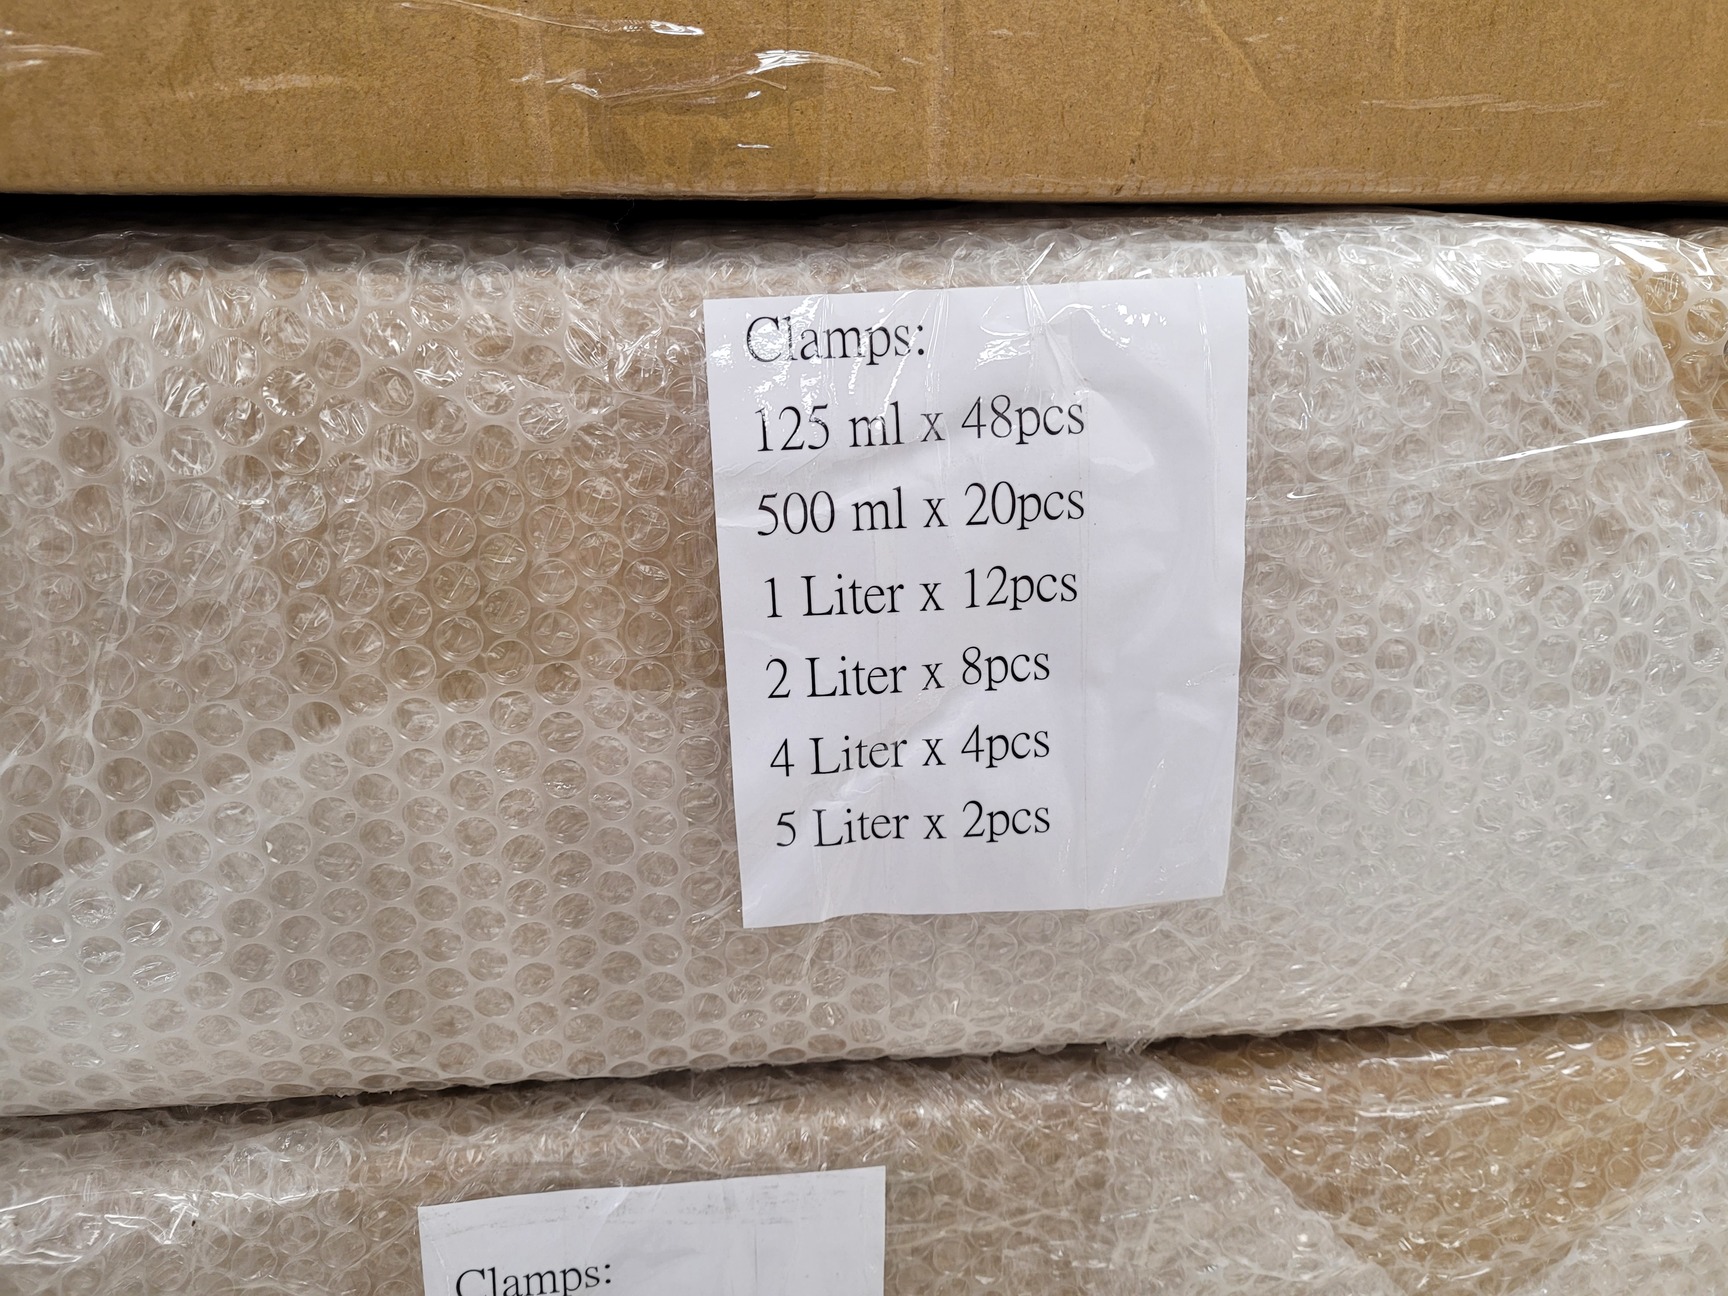 Clamps:
125 ml x 48pcs
500 ml x 20pcs
1 Liter x 12pcs
2 Liter x 8pcs
4 Liter x 4pcs
5 Liter x 2pcs
Clamps: